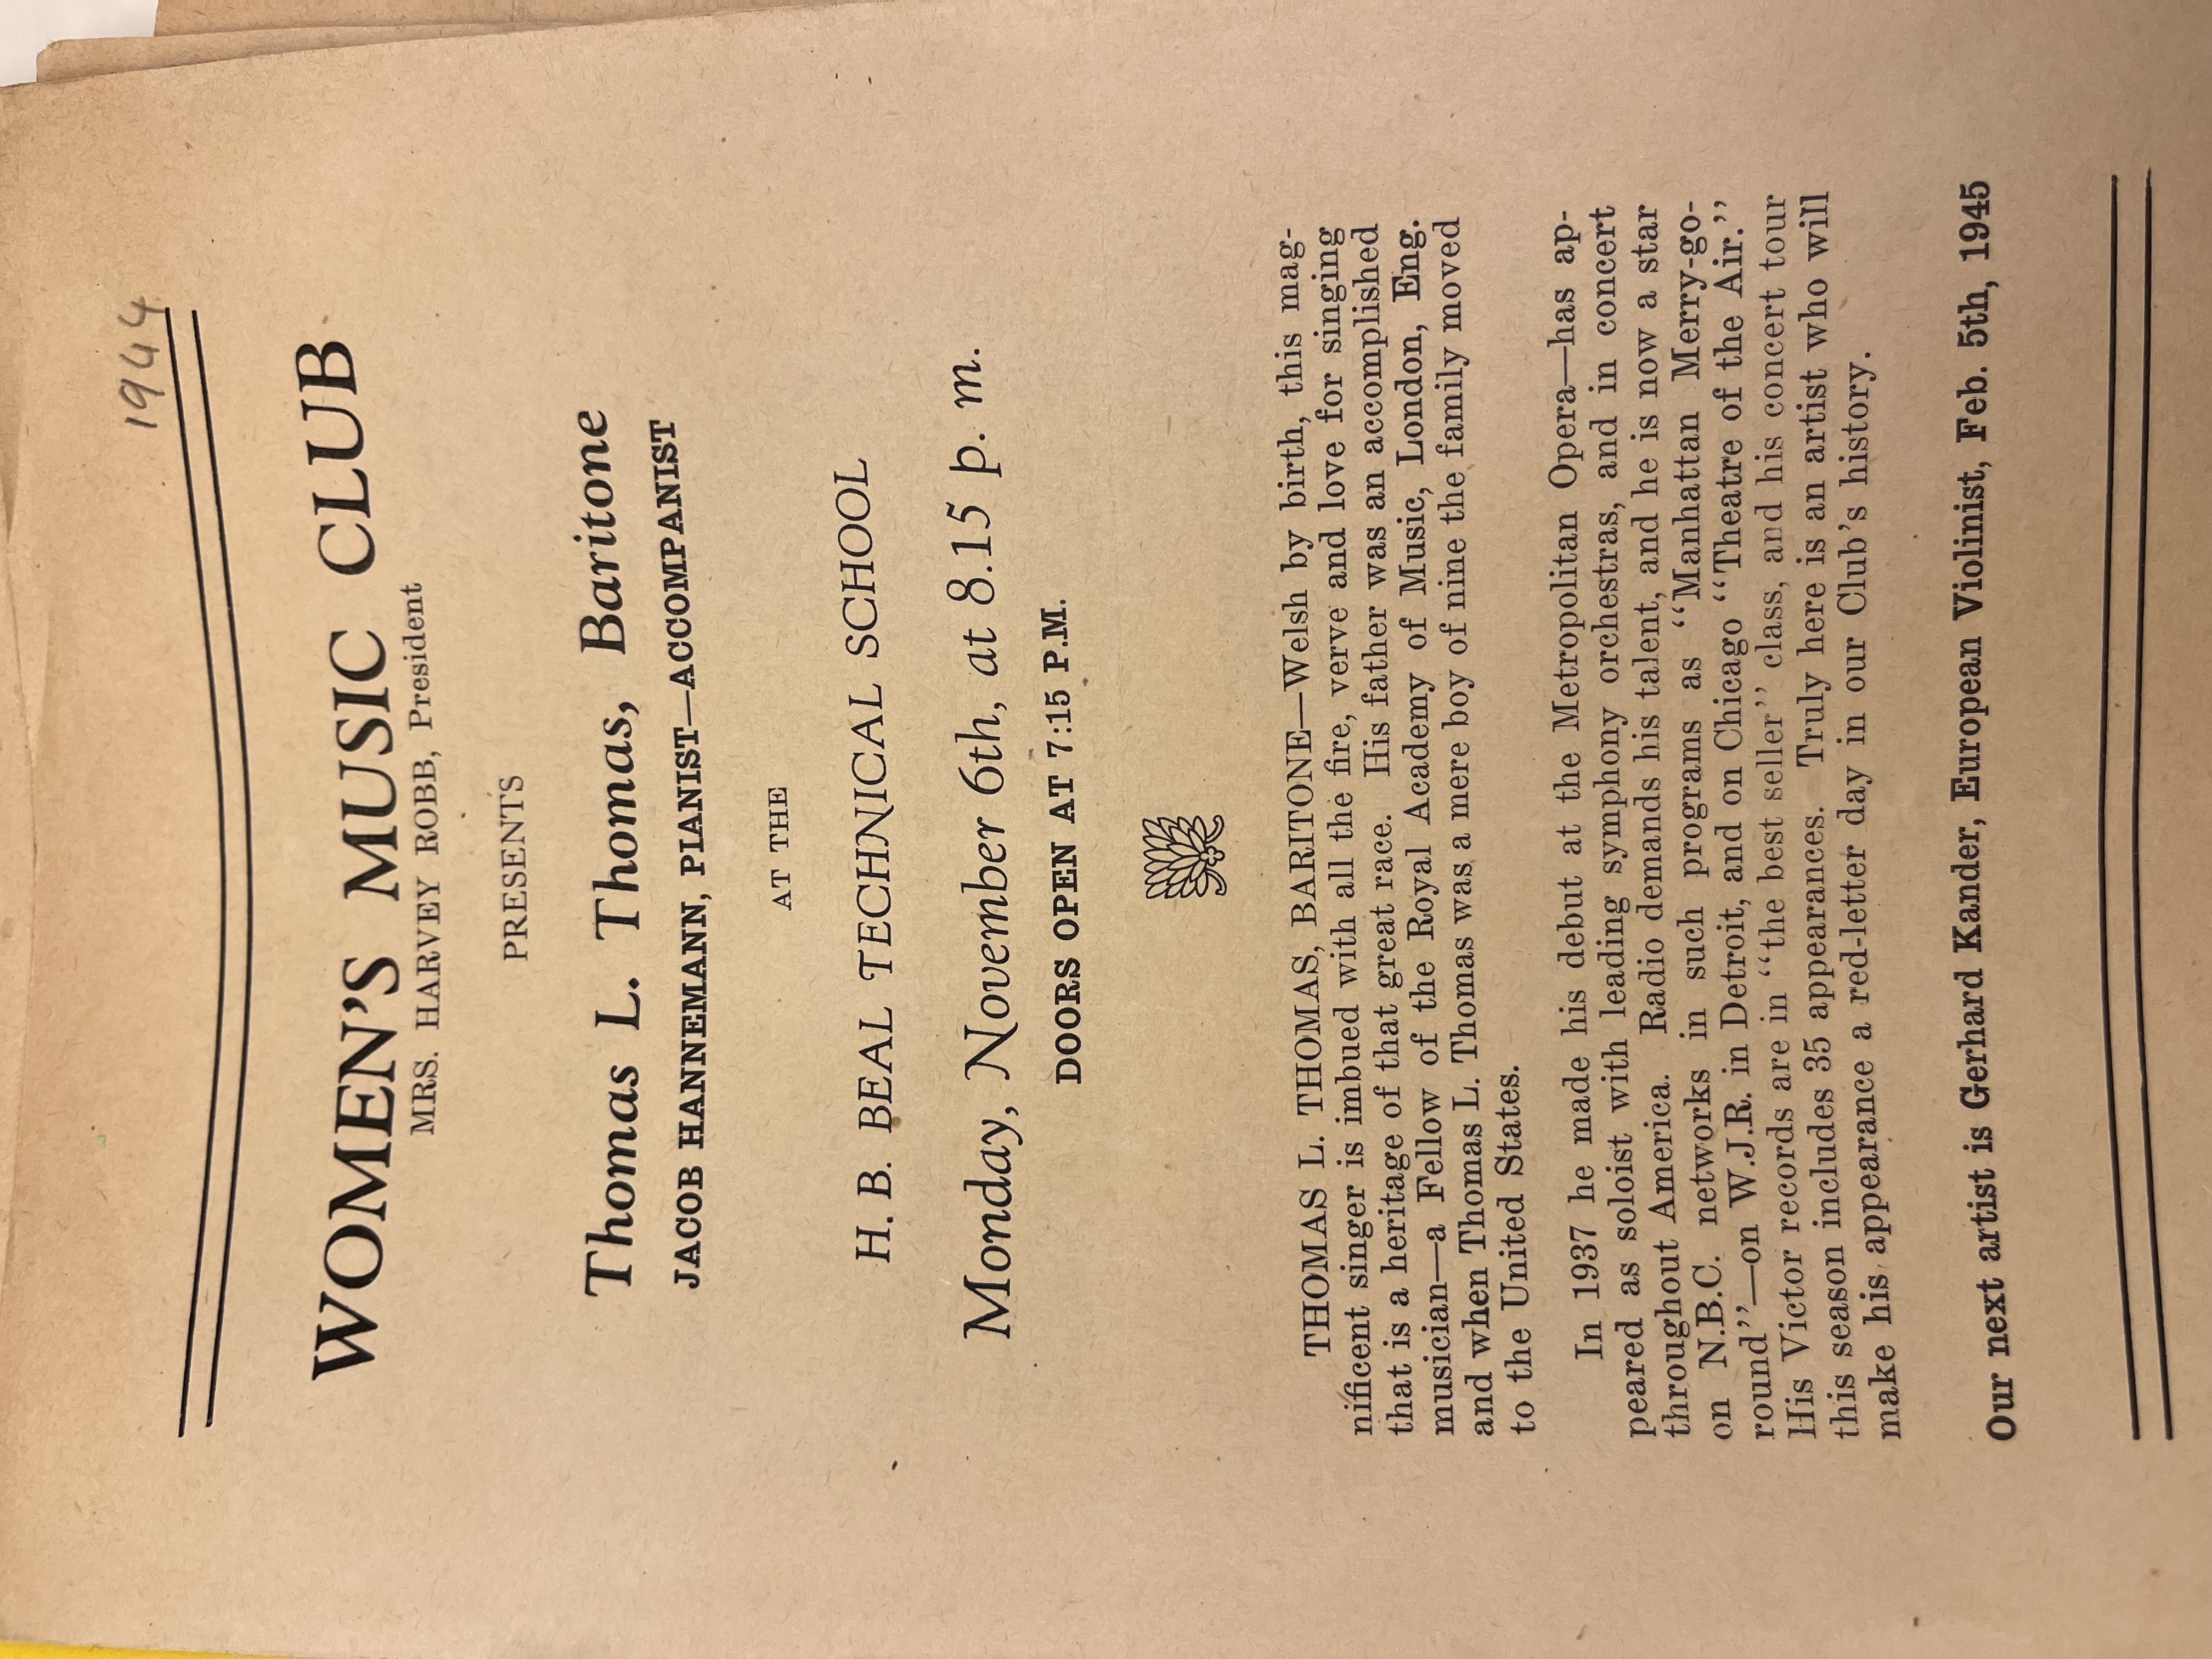 1944
WOMEN'S MUSIC CLUB
MRS. HARVEY ROBB, President
PRESENTS
Thomas L. Thomas, Baritone
JACOB HANNEMANN, PIANIST—ACCOMPANIST
AT THE
H. B. BEAL TECHNICAL SCHOOL
Monday, November 6th, at 8.15 p. m.
DOORS OPEN AT 7:15 P.M.
THOMAS L. THOMAS, BARITONE—Welsh by birth, this mag-
nificent singer is imbued with all the fire, verve and love for singing
that is a heritage of that great race. His father was an accomplished
musician—a Fellow of the Royal Academy of Music, London, Eng.
and when Thomas L. Thomas was a mere boy of nine the family moved
to the United States.
In 1937 he made his debut at the Metropolitan Opera—has ap-
peared as soloist with leading symphony orchestras, and in concert
throughout America. Radio demands his talent, and he is now a star
on N.B.C. networks in such programs as "Manhattan Merry-go-
round"—on W.J.R. in Detroit, and on Chicago "Theatre of the Air."
His Victor records are in "the best seller" class, and his concert tour
this season includes 35 appearances. Truly here is an artist who will
make his appearance a red-letter day in our Club's history.
Our next artist is Gerhard Kander, European Violinist, Feb. 5th, 1945